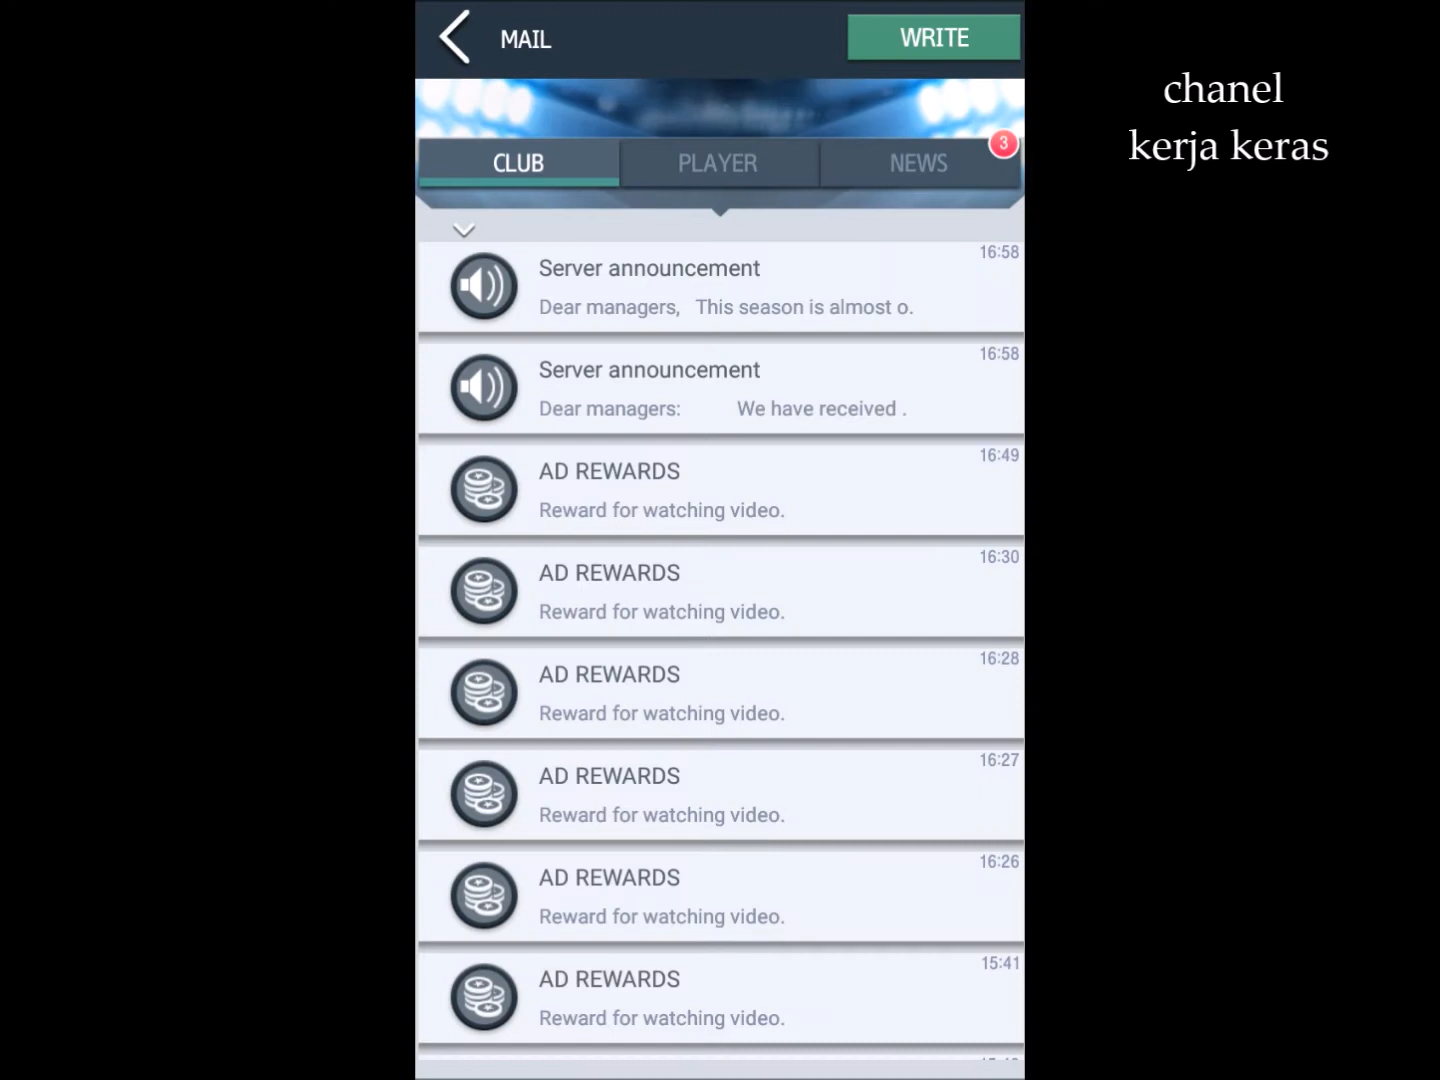 MAIL
WRITE
chanel
kerja keras
CLUB
PLAYER
NEWS
3
16:58
Server announcement
Dear managers, This season is almost o.
16:58
Server announcement
Dear managers: We have received .
16:49
AD REWARDS
Reward for watching video.
16:30
AD REWARDS
Reward for watching video.
16:28
AD REWARDS
Reward for watching video.
16:27
AD REWARDS
Reward for watching video.
16:26
AD REWARDS
Reward for watching video.
15:41
AD REWARDS
Reward for watching video.